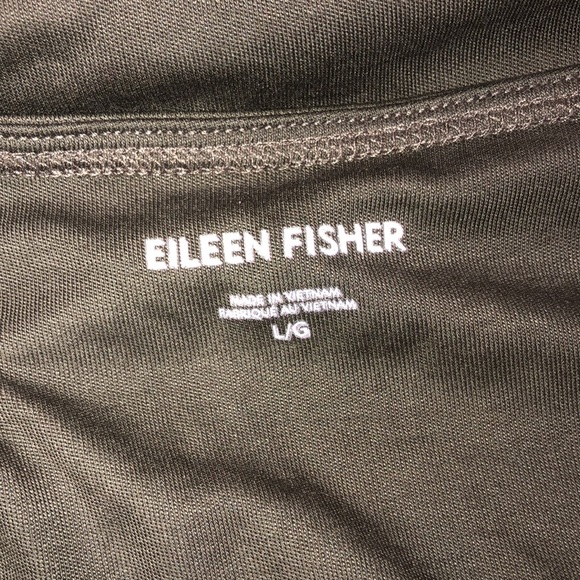 EILEEN FISHER
MADE IN VIETNAM
FABRIQUÉ AU VIETNAM
L/G